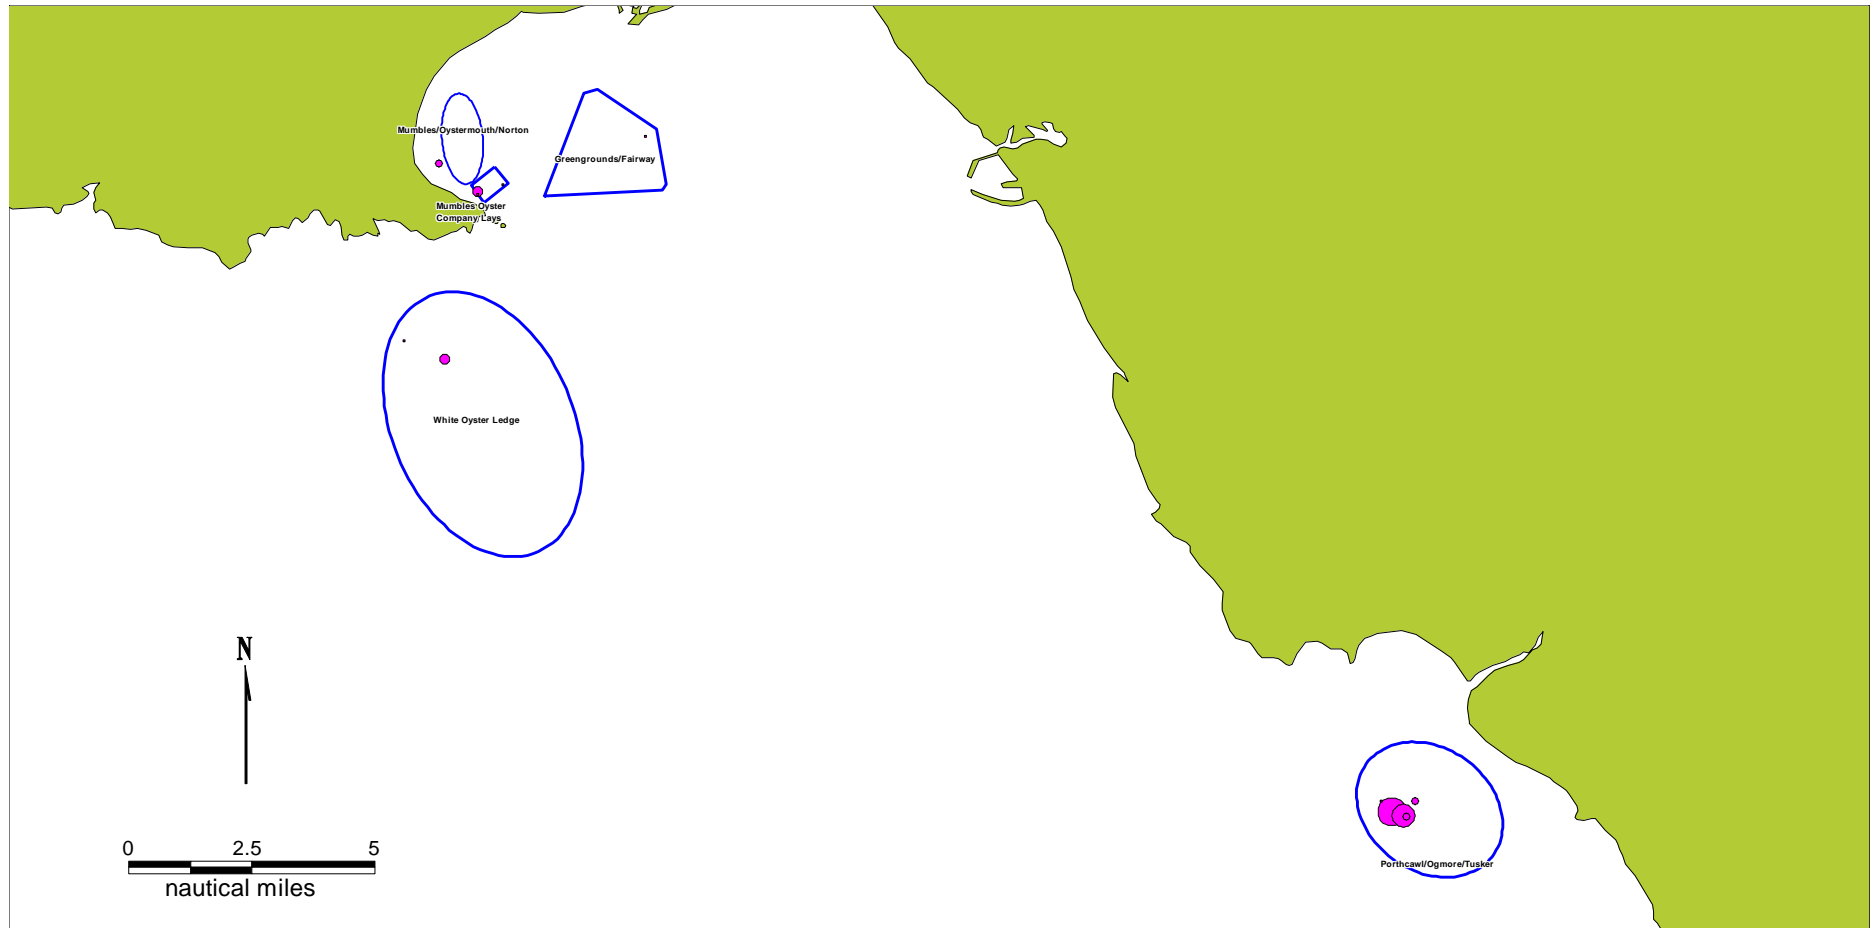 Mumbles/Oystermouth/Norton
Greengrounds/Fairway
Mumbles Oyster
Company Lays
White Oyster Ledge
N
0 2.5 5
nautical miles
Porthcawl/Ogmore/Tusker